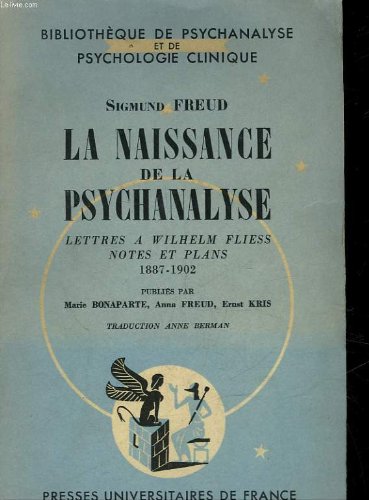 BIBLIOTHÈQUE DE PSYCHANALYSE
ET DE
PSYCHOLOGIE CLINIQUE
SIGMUND FREUD
LA NAISSANCE
DE LA
PSYCHANALYSE
LETTRES A WILHELM FLIESS
NOTES ET PLANS
1887-1902
PUBLIÉS PAR
Marie BONAPARTE, Anna FREUD, Ernst KRIS
TRADUCTION ANNE BERMAN
PRESSES UNIVERSITAIRES DE FRANCE